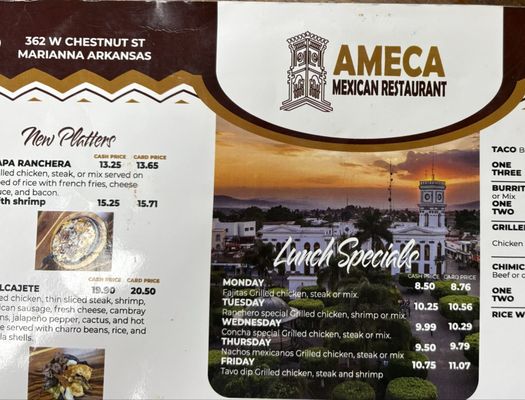 362 W CHESTNUT ST
MARIANNA ARKANSAS
AMECA
MEXICAN RESTAURANT
New Platters
CASH PRICE CARD PRICE
APA RANCHERA 13.25 13.65
lled chicken, steak, or mix served on
ed of rice with french fries, cheese
uce, and bacon.
th shrimp 15.25 15.71
CASH PRICE CARD PRICE
LCAJETE 19.90 20.50
ed chicken, thin sliced steak, shrimp,
xican sausage, fresh cheese, cambray
ns, jalapeño pepper, cactus, and hot
e served with charro beans, rice, and
la shells.
Lunch Specials
CASH PRICE CARD PRICE
MONDAY 8.50 8.76
Fajitas Grilled chicken, steak or mix.
TUESDAY 10.25 10.56
Ranchero special Grilled chicken, shrimp or mix.
WEDNESDAY 9.99 10.29
Concha special Grilled chicken, steak or mix
THURSDAY 9.50 9.79
Nachos mexicanos Grilled chicken, steak or mix
FRIDAY 10.75 11.07
Tavo dip Grilled chicken, steak and shrimp
TACO
ONE
THREE
BURRIT
or Mix
ONE
TWO
GRILLE
Chicken
CHIMIC
Beef or
ONE
TWO
RICE W